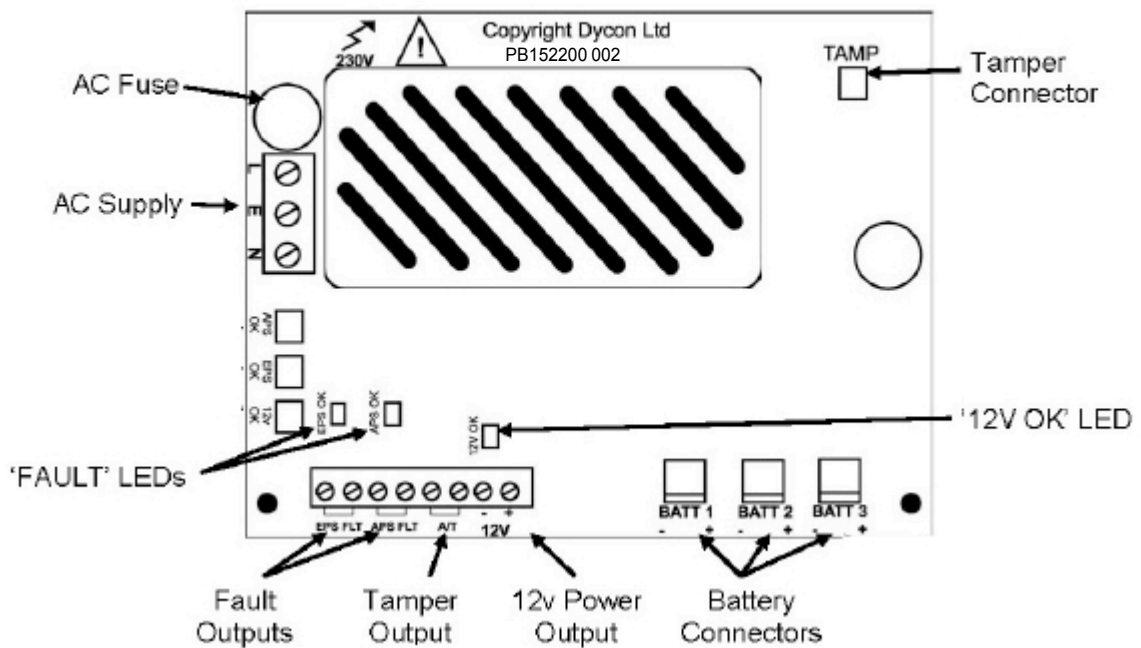 Copyright Dycon Ltd
PB152200 002
230V
!
TAMP
Tamper
Connector
AC Fuse
L
E
N
AC Supply
APS
OK
EPS
OK
12v
OK
EPS OK
APS OK
12V OK
'12V OK' LED
'FAULT' LEDs
EPS FLT
APS FLT
A/T
- +
12V
BATT 1
- +
BATT 2
- +
BATT 3
- +
Fault
Outputs
Tamper
Output
12v Power
Output
Battery
Connectors